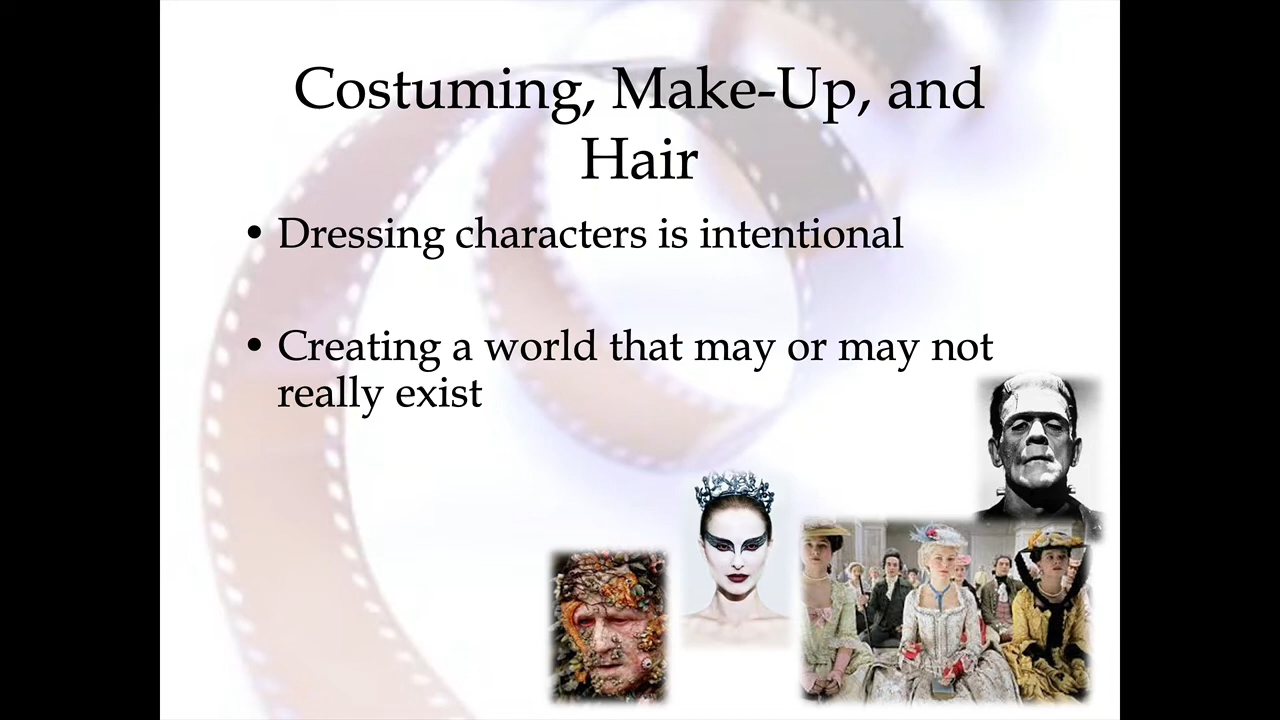 Costuming, Make-Up, and
Hair
• Dressing characters is intentional
• Creating a world that may or may not
really exist